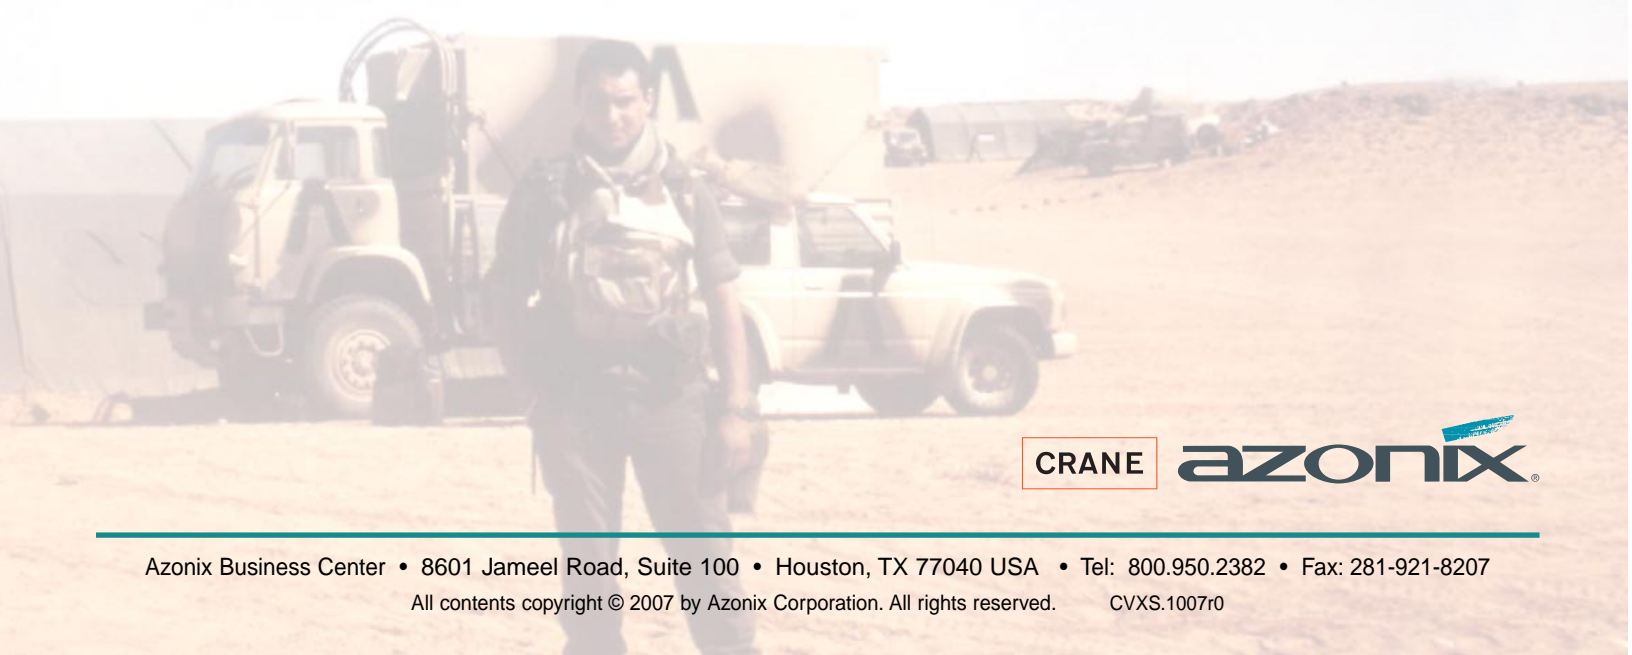 CRANE azonix®
Azonix Business Center • 8601 Jameel Road, Suite 100 • Houston, TX 77040 USA • Tel: 800.950.2382 • Fax: 281-921-8207
All contents copyright © 2007 by Azonix Corporation. All rights reserved. CVXS.1007r0